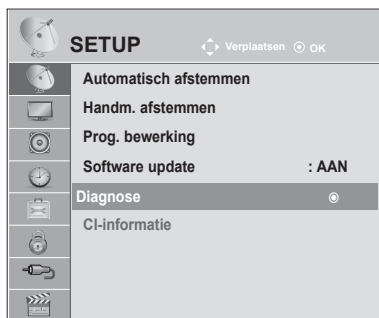 SETUP
Verplaatsen OK
Automatisch afstemmen
Handm. afstemmen
Prog. bewerking
Software update : AAN
Diagnose
CI-informatie